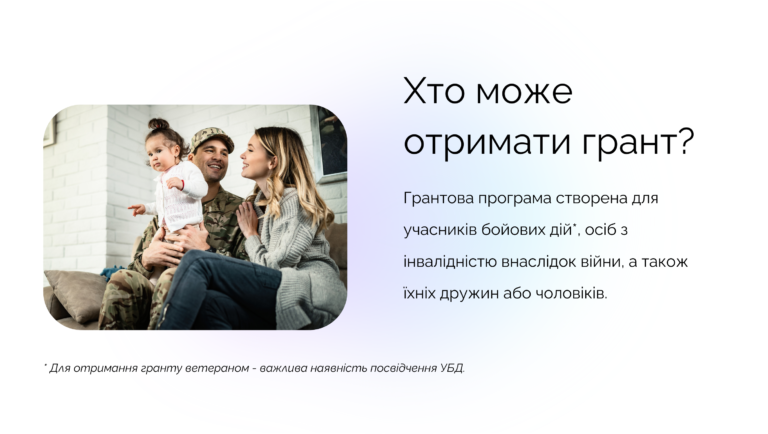 Хто може
отримати грант?
Грантова програма створена для
учасників бойових дій*, осіб з
інвалідністю внаслідок війни, а також
їхніх дружин або чоловіків.
* Для отримання гранту ветераном - важлива наявність посвідчення УБД.